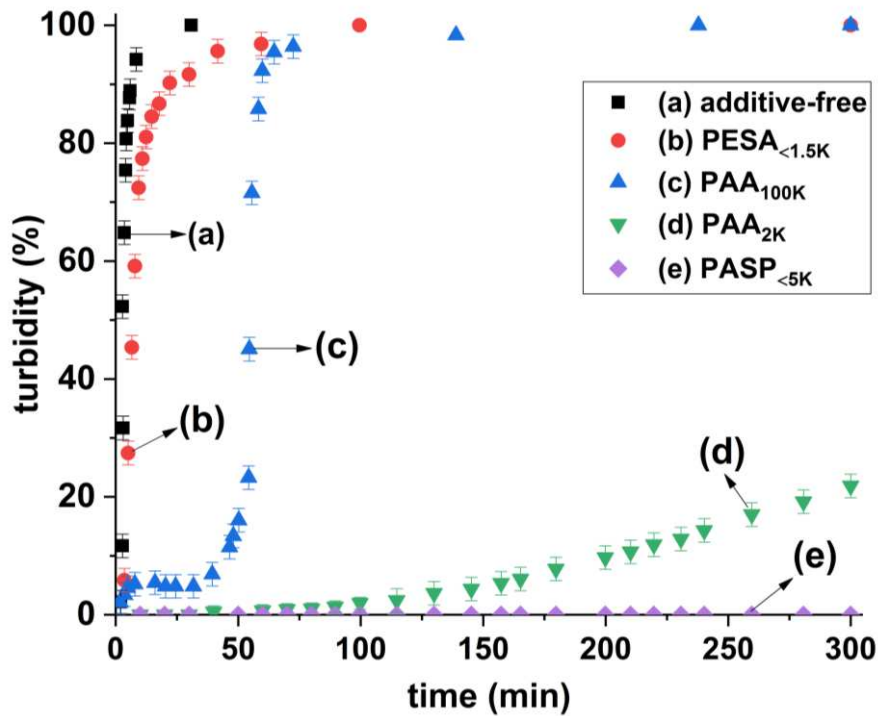 100
80
60
40
20
0
turbidity (%)
(a) additive-free
(b) PESA<1.5K
(c) PAA100K
(d) PAA2K
(e) PASP<5K
(a)
(c)
(b)
(d)
(e)
0 50 100 150 200 250 300
time (min)